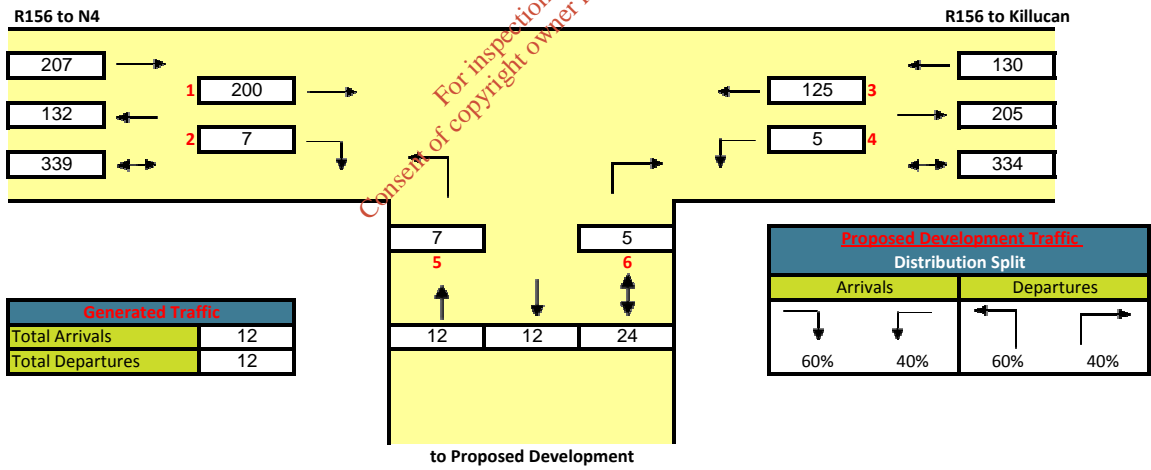 R156 to N4
R156 to Killucan
For inspection
Consent of copyright owner
207
130
1 200
125 3
132
205
2 7
5 4
339
334
7
5
5
6
Proposed Development Traffic
Distribution Split
Arrivals
Departures
60%
40%
60%
40%
Generated Traffic
Total Arrivals 12
Total Departures 12
12
12
24
to Proposed Development